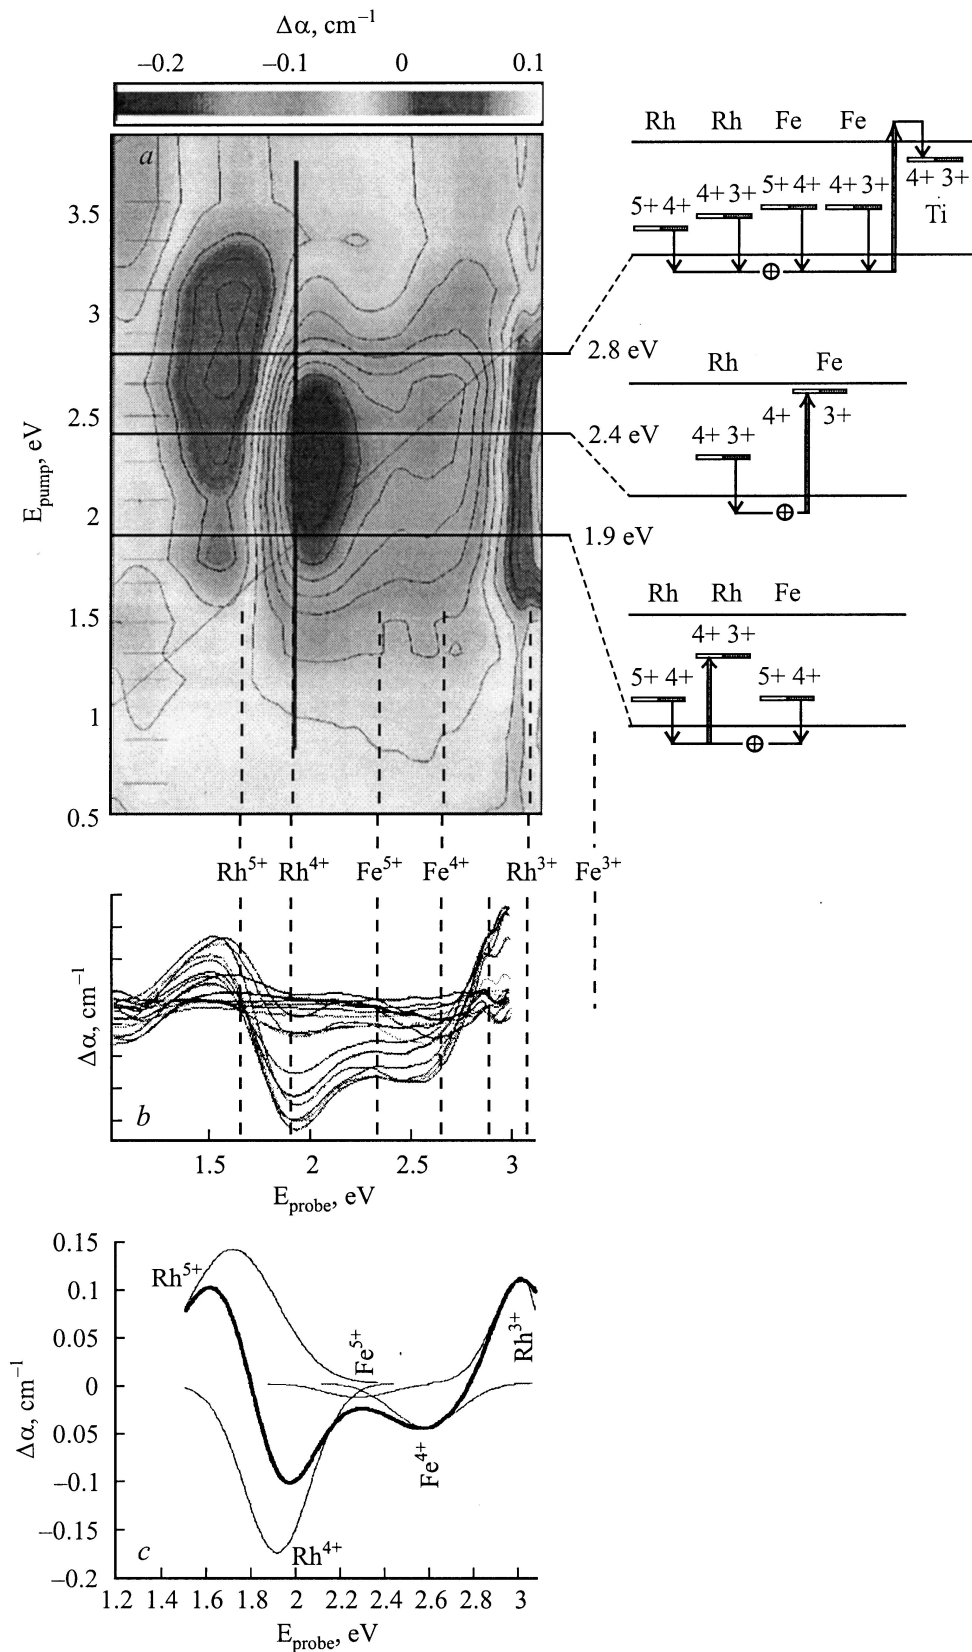 Δα, cm⁻¹
–0.2 –0.1 0 0.1
a
E_pump, eV
3.5
3
2.5
2
1.5
1
0.5
Rh Rh Fe Fe
5+ 4+ 4+ 3+ 5+ 4+ 4+ 3+ 4+ 3+
Ti
⊕
2.8 eV
Rh Fe
4+ 3+
4+ 3+
⊕
2.4 eV
1.9 eV
Rh Rh Fe
4+ 3+
5+ 4+ 5+ 4+
⊕
Rh⁵⁺ Rh⁴⁺ Fe⁵⁺ Fe⁴⁺ Rh³⁺ Fe³⁺
Δα, cm⁻¹
b
1.5 2 2.5 3
E_probe, eV
Δα, cm⁻¹
0.15
0.1
0.05
0
0.05
–0.1
–0.15
–0.2
Rh⁵⁺
Fe⁵⁺
Rh³⁺
Fe⁴⁺
Rh⁴⁺
c
1.2 1.4 1.6 1.8 2 2.2 2.4 2.6 2.8 3
E_probe, eV